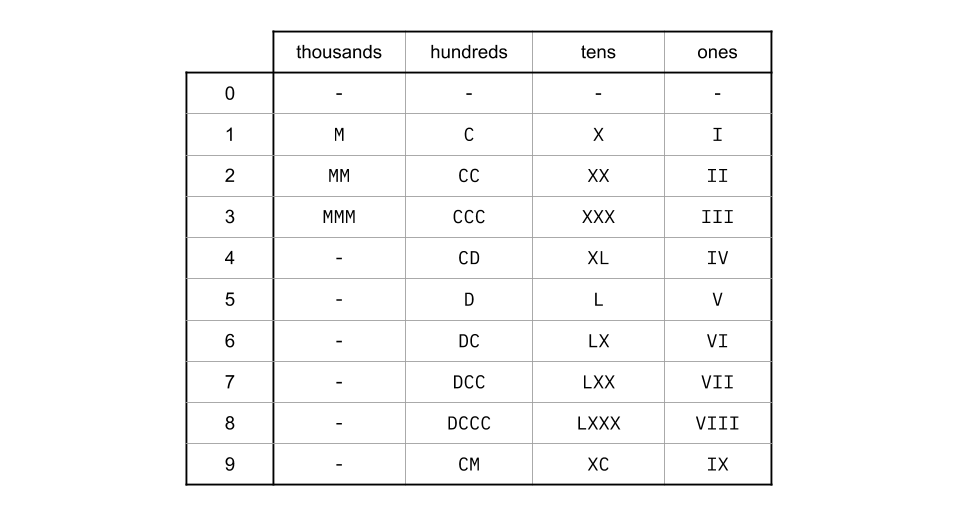 thousands hundreds tens ones
0 - - - -
1 M C X I
2 MM CC XX II
3 MMM CCC XXX III
4 - CD XL IV
5 - D L V
6 - DC LX VI
7 - DCC LXX VII
8 - DCCC LXXX VIII
9 - CM XC IX